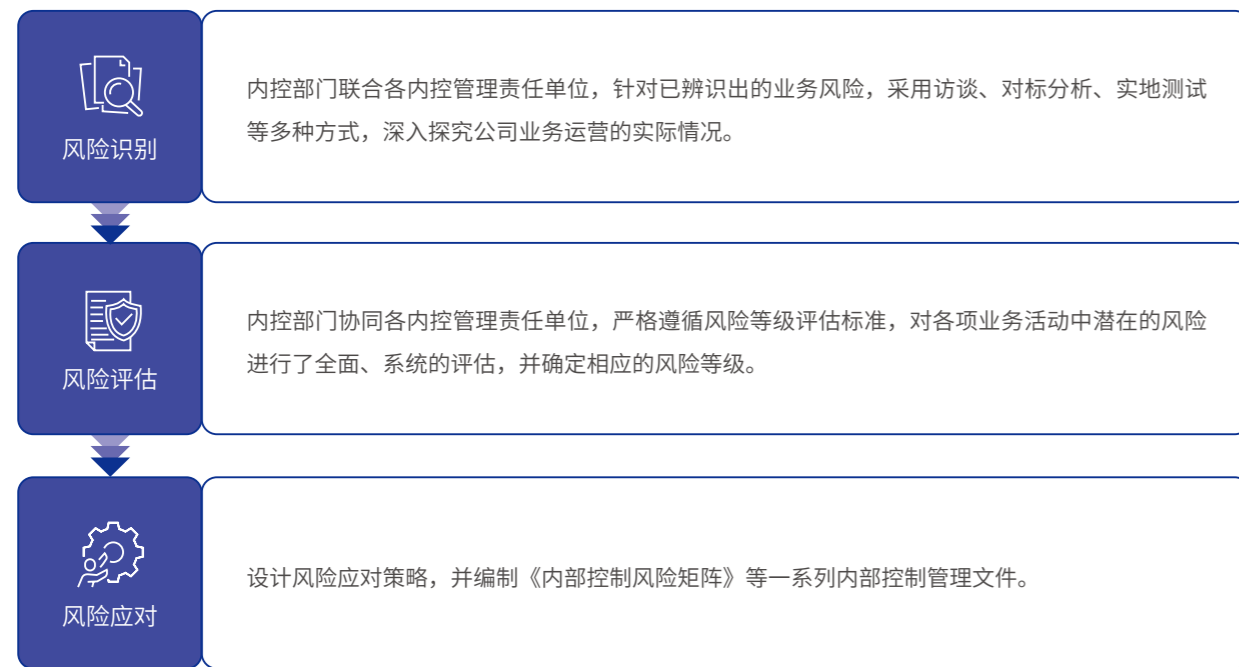 风险识别
内控部门联合各内控管理责任单位，针对已辨识出的业务风险，采用访谈、对标分析、实地测试
等多种方式，深入探究公司业务运营的实际情况。
风险评估
内控部门协同各内控管理责任单位，严格遵循风险等级评估标准，对各项业务活动中潜在的风险
进行了全面、系统的评估，并确定相应的风险等级。
风险应对
设计风险应对策略，并编制《内部控制风险矩阵》等一系列内部控制管理文件。